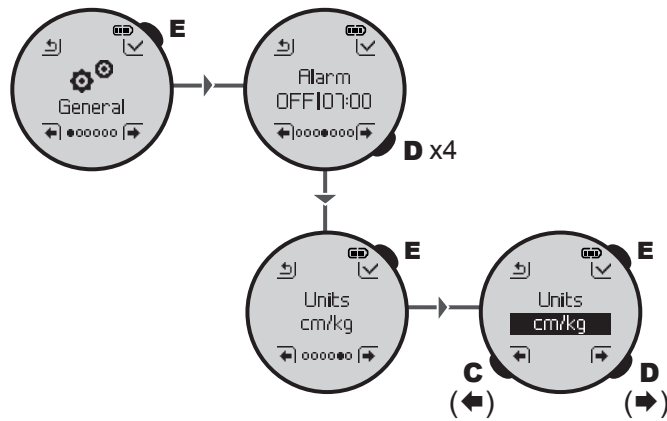 E
General
Alarm
OFF|07:00
D x4
E
Units
cm/kg
E
Units
cm/kg
C
(←)
D
(→)